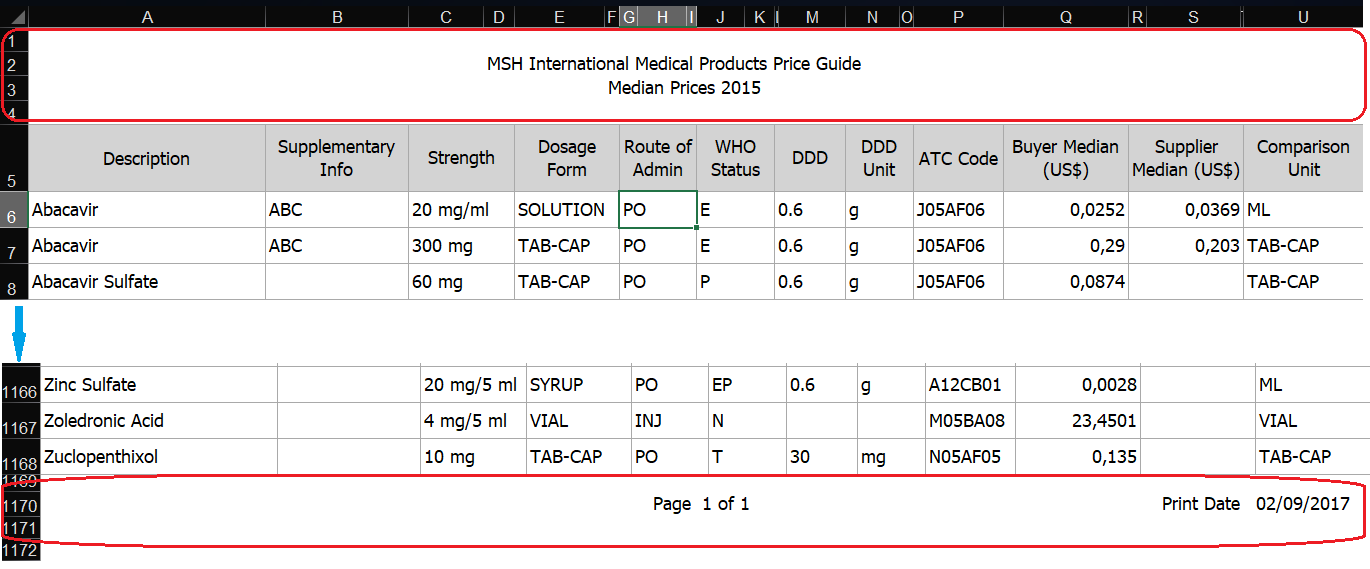 A B C D E F G H I J K I M N O P Q R S T U
1
2 MSH International Medical Products Price Guide
3 Median Prices 2015
4
5 Description Supplementary Info Strength Dosage Form Route of Admin WHO Status DDD DDD Unit ATC Code Buyer Median (US$) Supplier Median (US$) Comparison Unit
6 Abacavir ABC 20 mg/ml SOLUTION PO E 0.6 g J05AF06 0,0252 0,0369 ML
7 Abacavir ABC 300 mg TAB-CAP PO E 0.6 g J05AF06 0,29 0,203 TAB-CAP
8 Abacavir Sulfate 60 mg TAB-CAP PO P 0.6 g J05AF06 0,0874 TAB-CAP
1166 Zinc Sulfate 20 mg/5 ml SYRUP PO EP 0.6 g A12CB01 0,0028 ML
1167 Zoledronic Acid 4 mg/5 ml VIAL INJ N M05BA08 23,4501 VIAL
1168 Zuclopenthixol 10 mg TAB-CAP PO T 30 mg N05AF05 0,135 TAB-CAP
1169
1170 Page 1 of 1 Print Date 02/09/2017
1171
1172